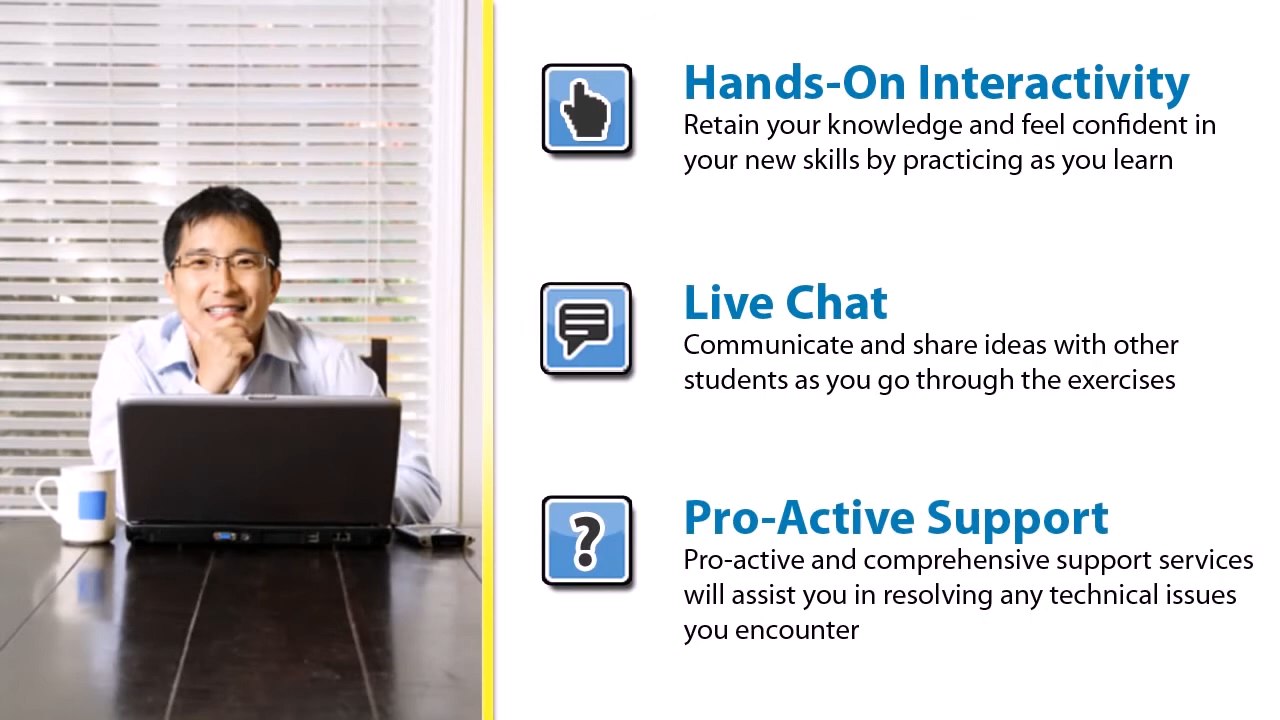 Hands-On Interactivity
Retain your knowledge and feel confident in
your new skills by practicing as you learn
Live Chat
Communicate and share ideas with other
students as you go through the exercises
Pro-Active Support
Pro-active and comprehensive support services
will assist you in resolving any technical issues
you encounter